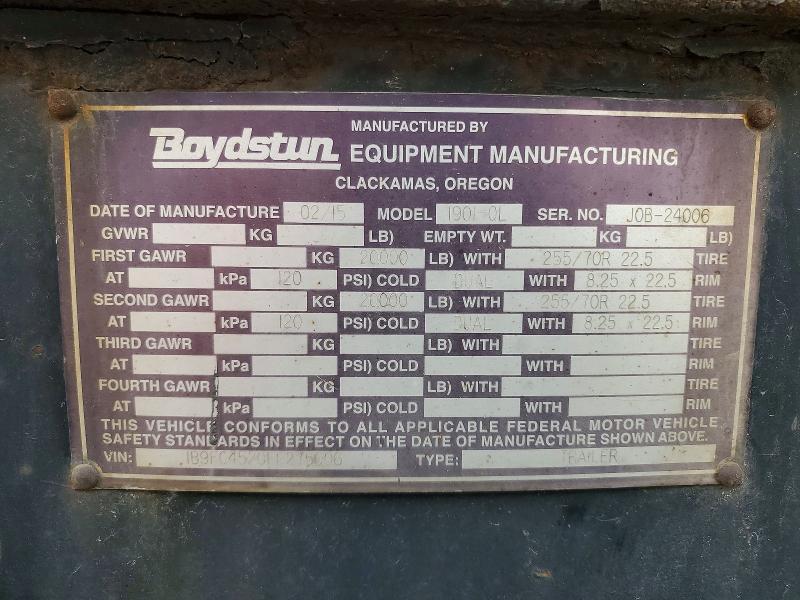 MANUFACTURED BY
Boydstun EQUIPMENT MANUFACTURING
CLACKAMAS, OREGON
DATE OF MANUFACTURE 02/15 MODEL 1901-0L SER. NO. JOB-24006
GVWR KG LB) EMPTY WT. KG LB)
FIRST GAWR KG 20000 LB) WITH 255/70R 22.5 TIRE
AT kPa 120 PSI) COLD DUAL WITH 8.25 x 22.5 RIM
SECOND GAWR KG 20000 LB) WITH 255/70R 22.5 TIRE
AT kPa 120 PSI) COLD DUAL WITH 8.25 x 22.5 RIM
THIRD GAWR KG LB) WITH TIRE
AT kPa PSI) COLD WITH RIM
FOURTH GAWR KG LB) WITH TIRE
AT kPa PSI) COLD WITH RIM
THIS VEHICLE CONFORMS TO ALL APPLICABLE FEDERAL MOTOR VEHICLE
SAFETY STANDARDS IN EFFECT ON THE DATE OF MANUFACTURE SHOWN ABOVE.
VIN: TYPE: TRAILER